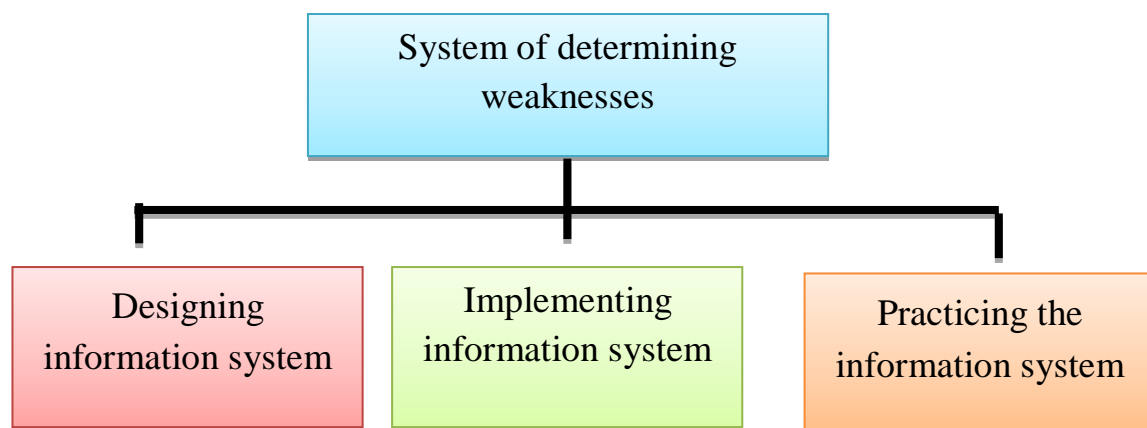 System of determining
weaknesses
Designing
information system
Implementing
information system
Practicing the
information system